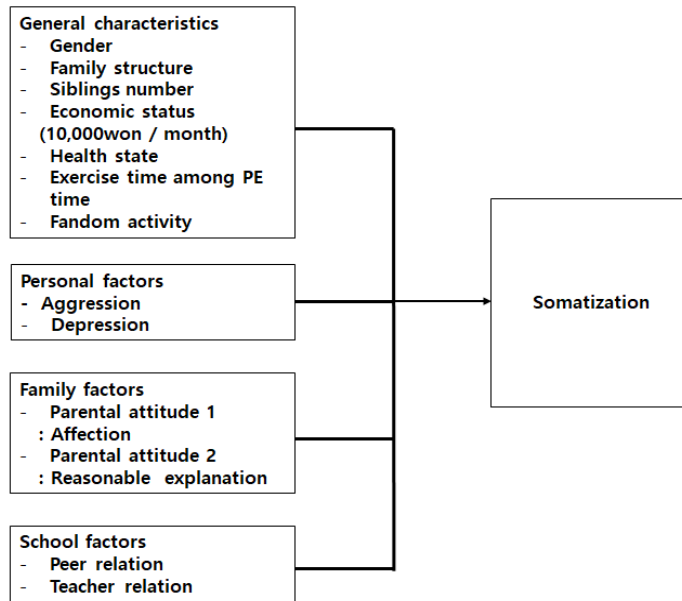 General characteristics
- Gender
- Family structure
- Siblings number
- Economic status
(10,000won / month)
- Health state
- Exercise time among PE
time
- Fandom activity
Personal factors
- Aggression
- Depression
Family factors
- Parental attitude 1
: Affection
- Parental attitude 2
: Reasonable explanation
School factors
- Peer relation
- Teacher relation
Somatization